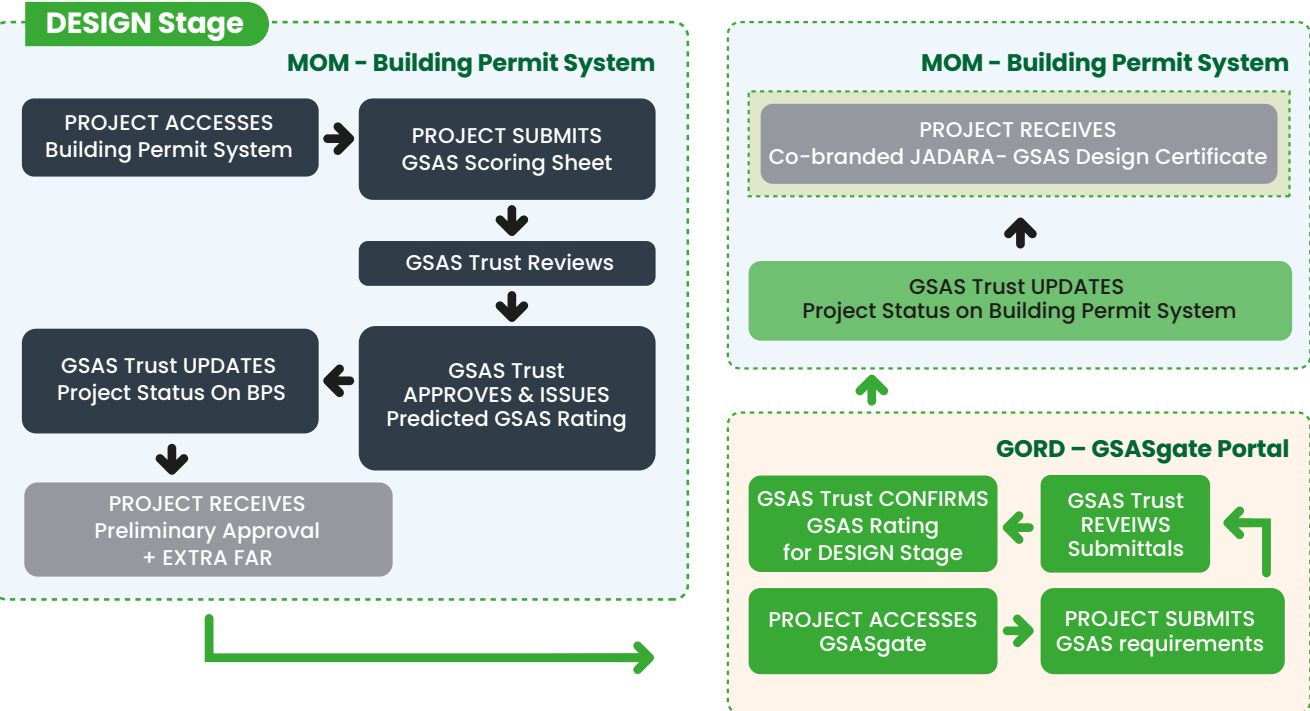 DESIGN Stage
MOM - Building Permit System
PROJECT ACCESSES
Building Permit System
PROJECT SUBMITS
GSAS Scoring Sheet
GSAS Trust Reviews
GSAS Trust
APPROVES & ISSUES
Predicted GSAS Rating
GSAS Trust UPDATES
Project Status On BPS
PROJECT RECEIVES
Preliminary Approval
+ EXTRA FAR
GORD – GSASgate Portal
PROJECT ACCESSES
GSASgate
PROJECT SUBMITS
GSAS requirements
GSAS Trust
REVEIWS
Submittals
GSAS Trust CONFIRMS
GSAS Rating
for DESIGN Stage
MOM - Building Permit System
GSAS Trust UPDATES
Project Status on Building Permit System
PROJECT RECEIVES
Co-branded JADARA- GSAS Design Certificate